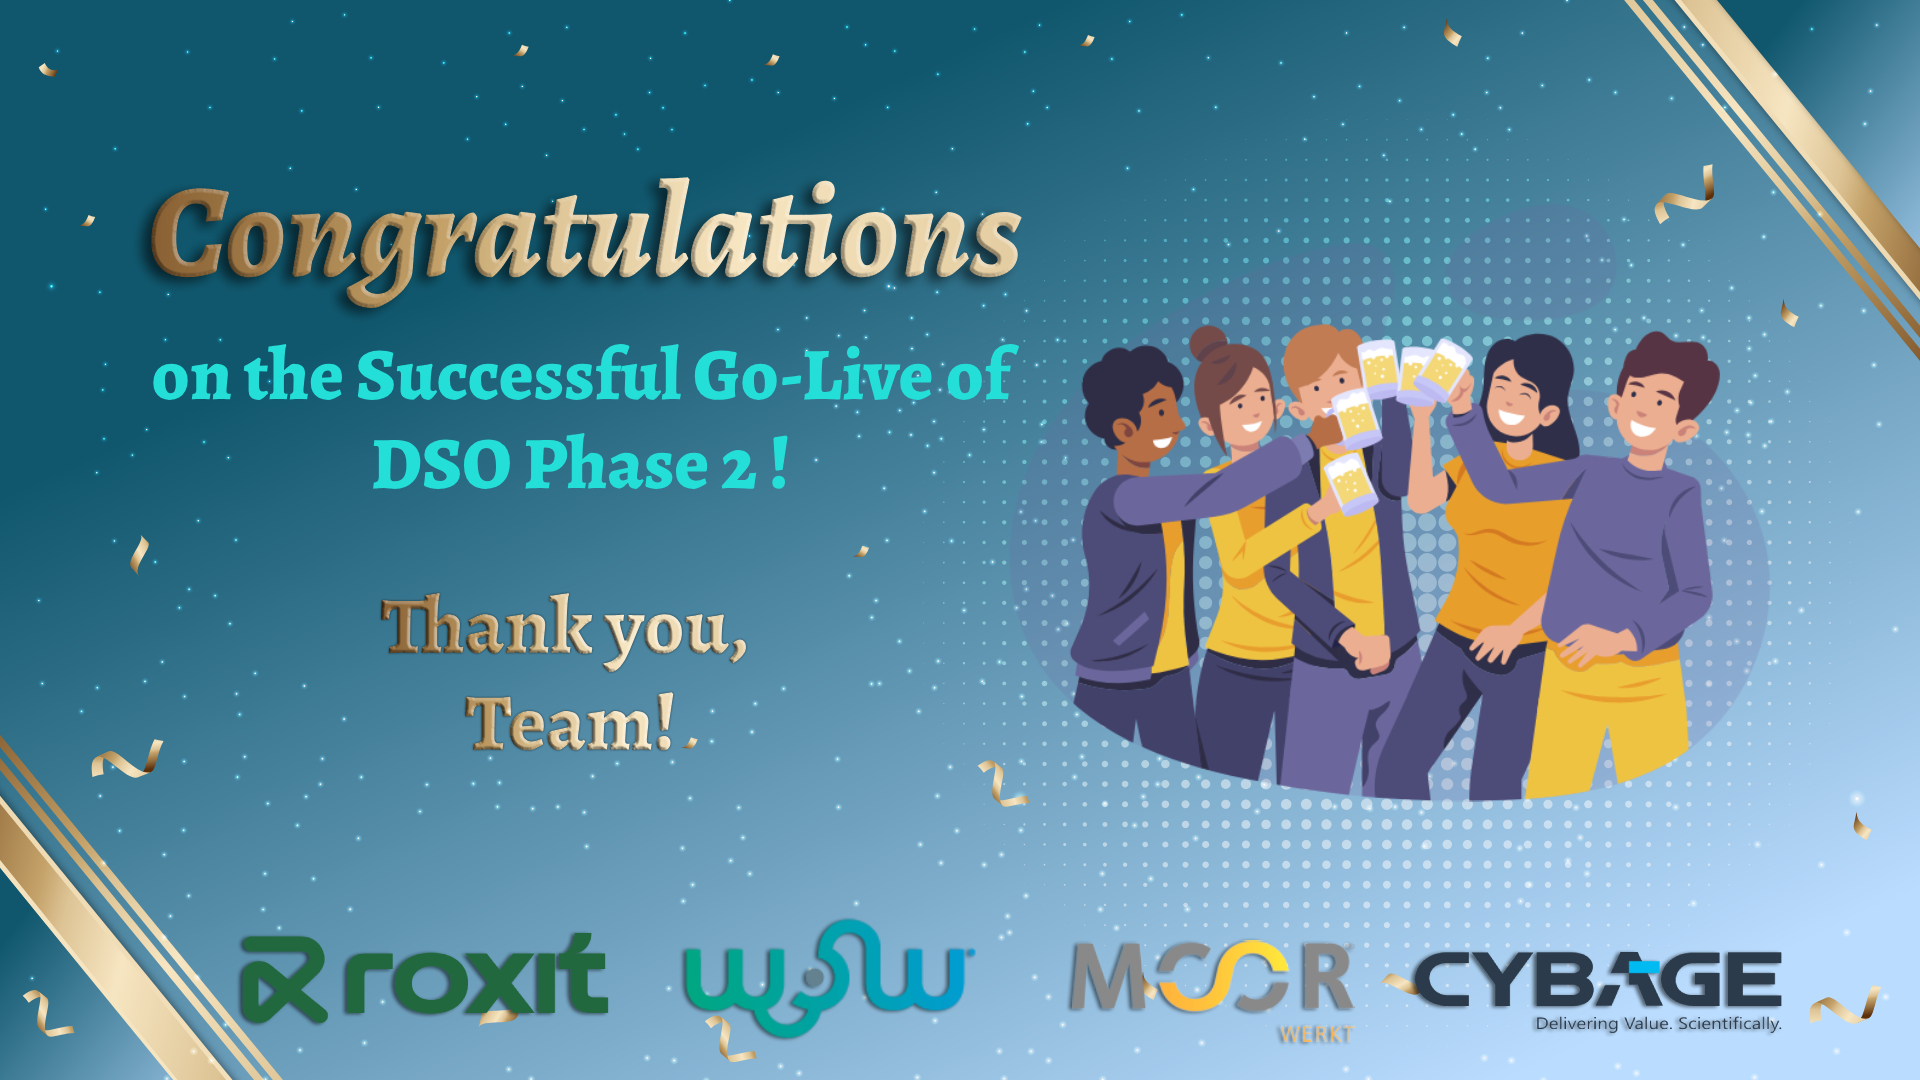 Congratulations
on the Successful Go-Live of
DSO Phase 2 !
Thank you,
Team!
roxit
wow
MOOR
WERKT
CYBAGE
Delivering Value. Scientifically.